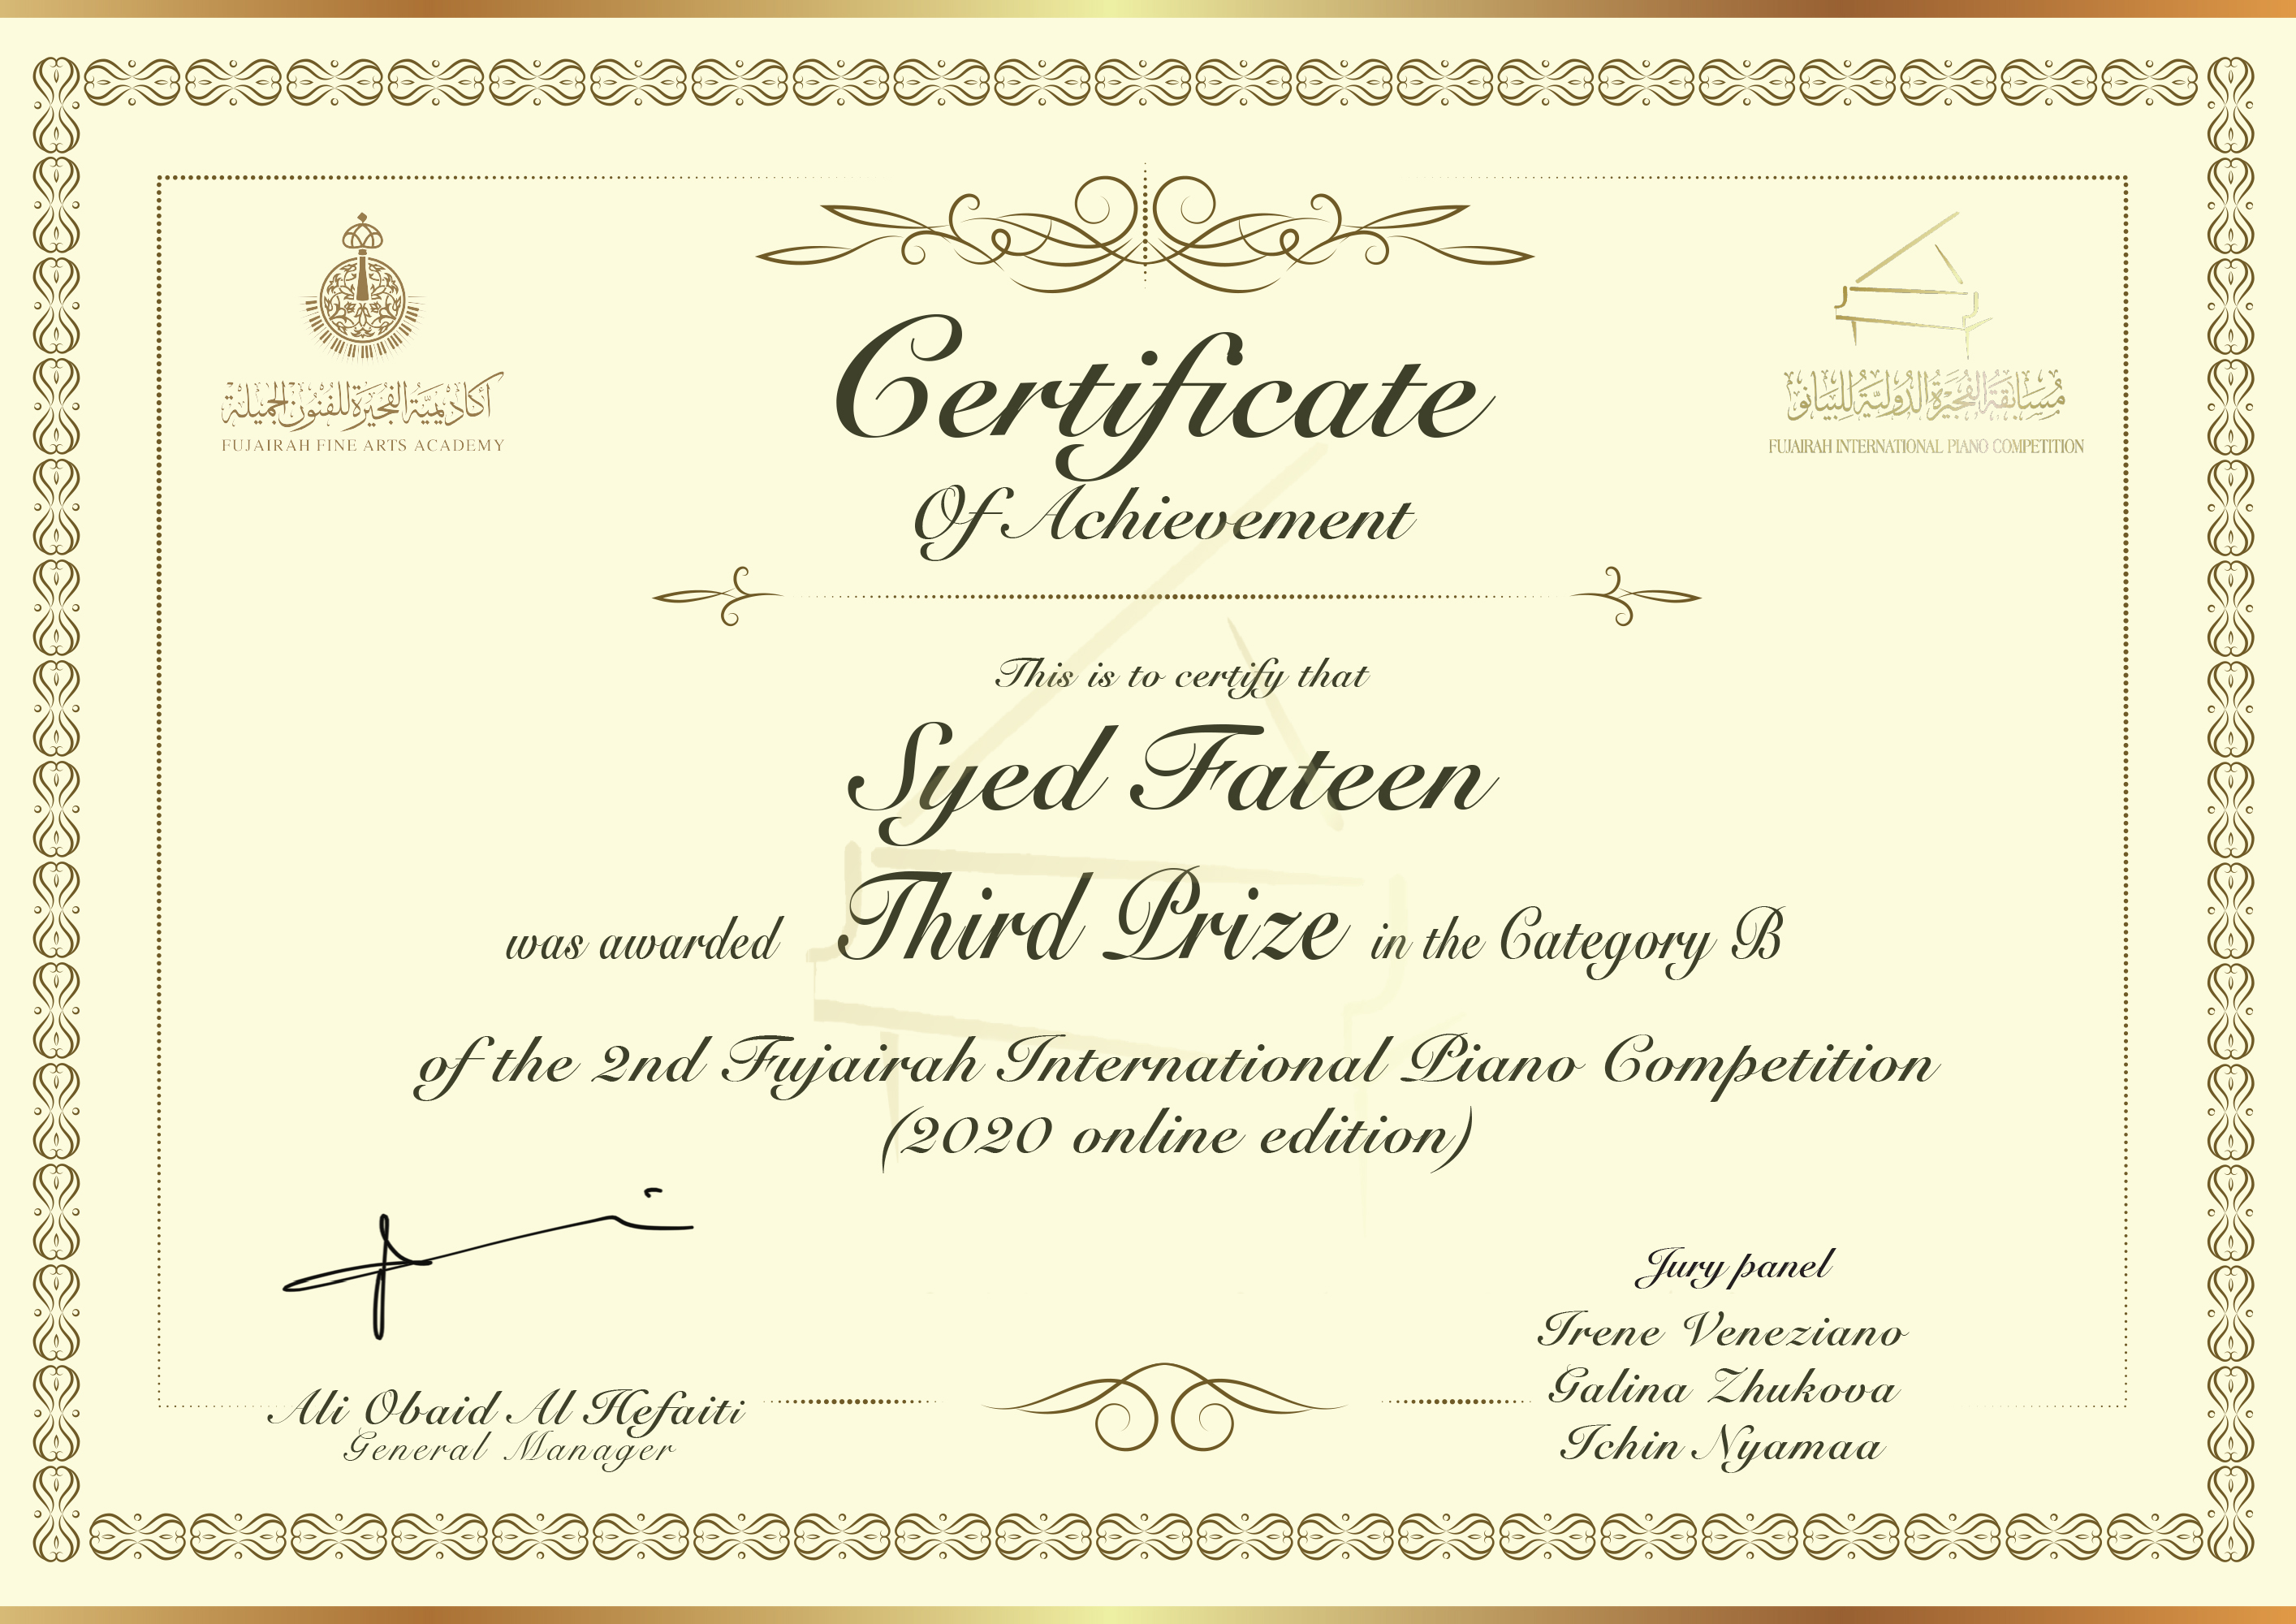 أكاديمية الفجيرة للفنون الجميلة
FUJAIRAH FINE ARTS ACADEMY
مسابقة الفجيرة الدولية للبيانو
FUJAIRAH INTERNATIONAL PIANO COMPETITION
Certificate
Of Achievement
This is to certify that
Syed Fateen
was awarded Third Prize in the Category B
of the 2nd Fujairah International Piano Competition
(2020 online edition)
Ali Obaid Al Hefaiti
General Manager
Jury panel
Irene Veneziano
Galina Zhukova
Ichin Nyamaa